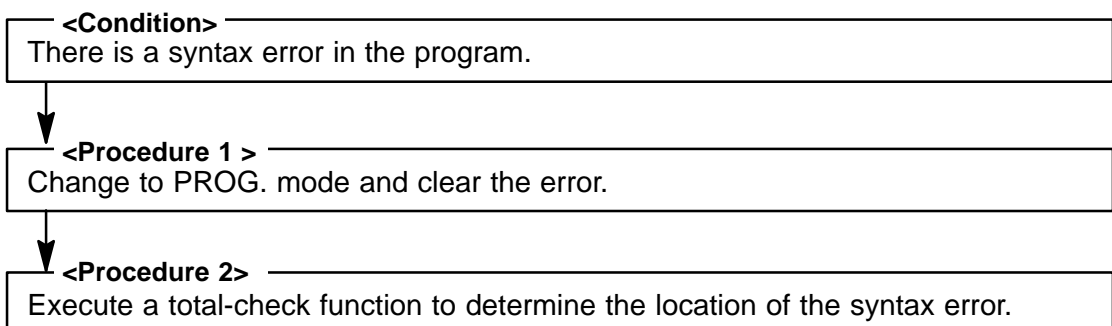 <Condition>
There is a syntax error in the program.
<Procedure 1 >
Change to PROG. mode and clear the error.
<Procedure 2>
Execute a total-check function to determine the location of the syntax error.